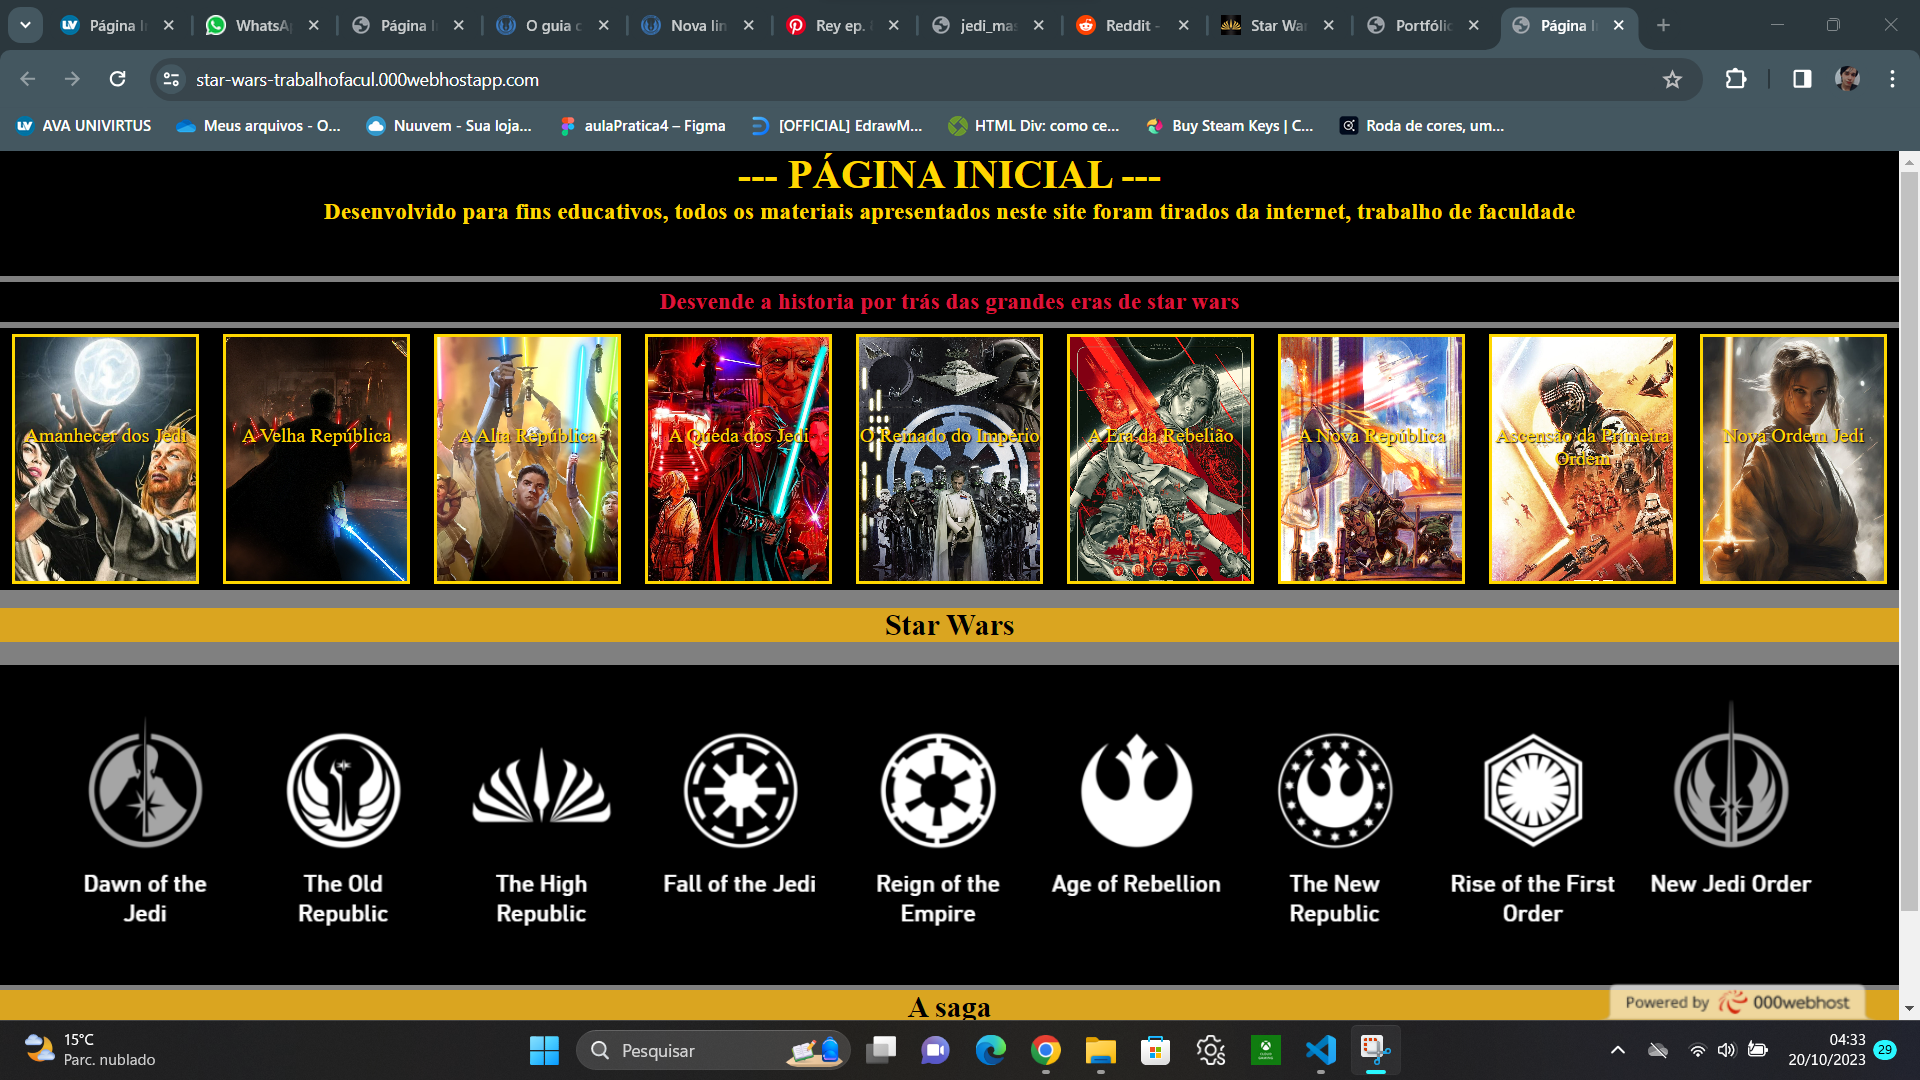 Página I
WhatsA
Página I
O guia c
Nova lin
Rey ep.
jedi_mas
Reddit -
Star War
Portfólio
Página I
star-wars-trabalhofacul.000webhostapp.com
AVA UNIVIRTUS
Meus arquivos - O...
Nuuvem - Sua loja...
aulaPratica4 – Figma
[OFFICIAL] EdrawM...
HTML Div: como ce...
Buy Steam Keys | C...
Roda de cores, um...
--- PÁGINA INICIAL ---
Desenvolvido para fins educativos, todos os materiais apresentados neste site foram tirados da internet, trabalho de faculdade
Desvende a historia por trás das grandes eras de star wars
Amanhecer dos Jedi
A Velha República
A Alta República
A Queda dos Jedi
O Reinado do Império
A Era da Rebelião
A Nova República
Ascensão da Primeira
Ordem
Nova Ordem Jedi
Star Wars
Dawn of the
Jedi
The Old
Republic
The High
Republic
Fall of the Jedi
Reign of the
Empire
Age of Rebellion
The New
Republic
Rise of the First
Order
New Jedi Order
A saga
Powered by 000webhost
15°C
Parc. nublado
Pesquisar
04:33
20/10/2023
29